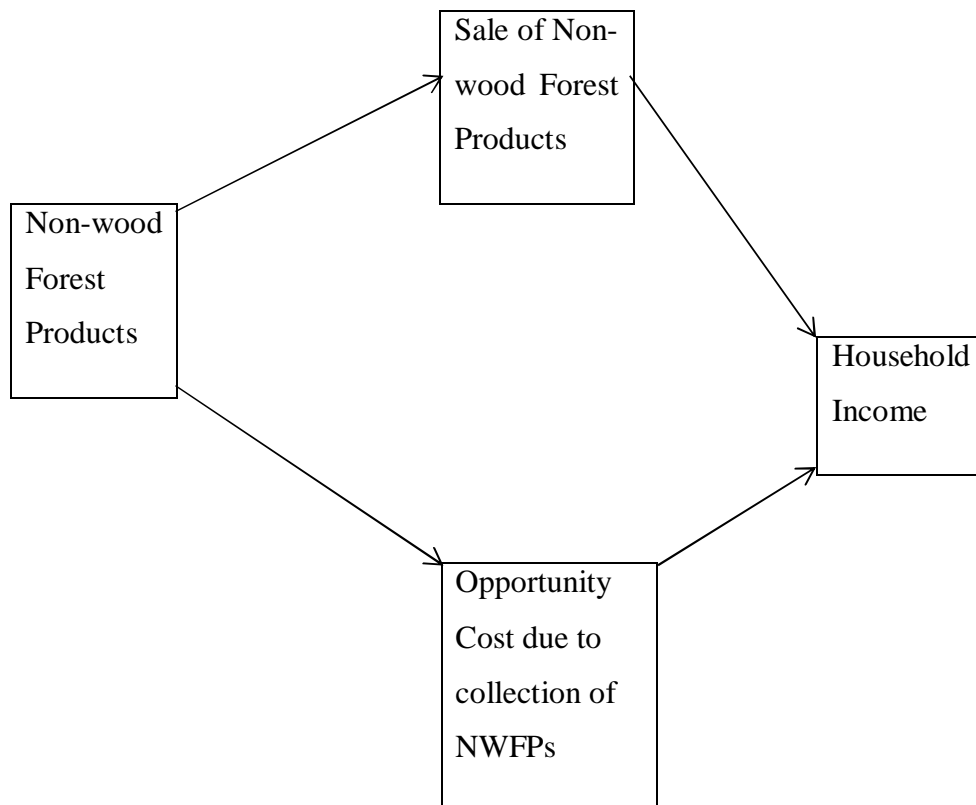 Sale of Non-
wood Forest
Products
Non-wood
Forest
Products
Household
Income
Opportunity
Cost due to
collection of
NWFPs